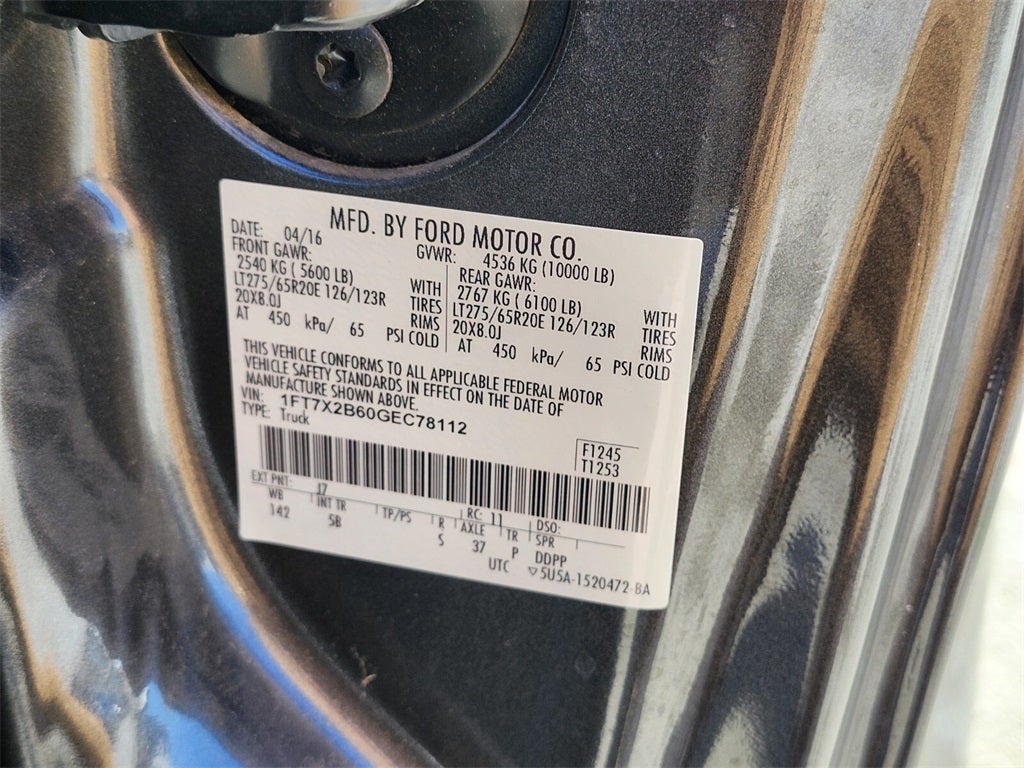 MFD. BY FORD MOTOR CO.
DATE: 04/16 GVWR: 4536 KG (10000 LB)
FRONT GAWR: REAR GAWR:
2540 KG ( 5600 LB) WITH 2767 KG ( 6100 LB) WITH
LT275/65R20E 126/123R TIRES LT275/65R20E 126/123R TIRES
20X8.0J RIMS 20X8.0J RIMS
AT 450 kPa/ 65 PSI COLD AT 450 kPa/ 65 PSI COLD
THIS VEHICLE CONFORMS TO ALL APPLICABLE FEDERAL MOTOR
VEHICLE SAFETY STANDARDS IN EFFECT ON THE DATE OF
MANUFACTURE SHOWN ABOVE.
VIN: 1FT7X2B60GEC78112
TYPE: Truck
F1245
T1253
EXT PNT: J7 RC: 11 DSO:
WB INT TR TP/PS R AXLE TR SPR
142 5B S 37 P DDPP
UTC ▽5U5A-1520472-BA